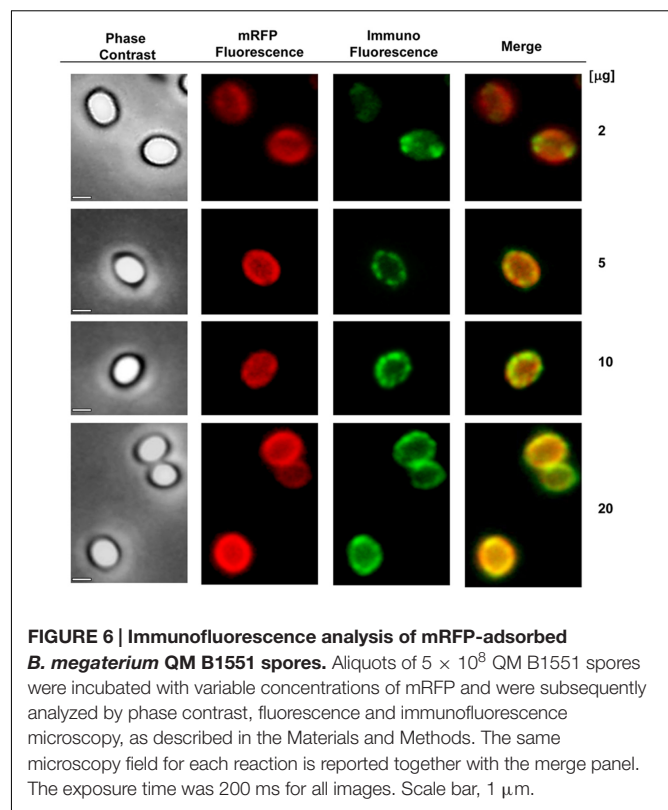 Phase Contrast
mRFP Fluorescence
Immuno Fluorescence
Merge
[µg]
2
5
10
20
FIGURE 6 | Immunofluorescence analysis of mRFP-adsorbed
B. megaterium QM B1551 spores. Aliquots of 5 × 10⁸ QM B1551 spores
were incubated with variable concentrations of mRFP and were subsequently
analyzed by phase contrast, fluorescence and immunofluorescence
microscopy, as described in the Materials and Methods. The same
microscopy field for each reaction is reported together with the merge panel.
The exposure time was 200 ms for all images. Scale bar, 1 µm.